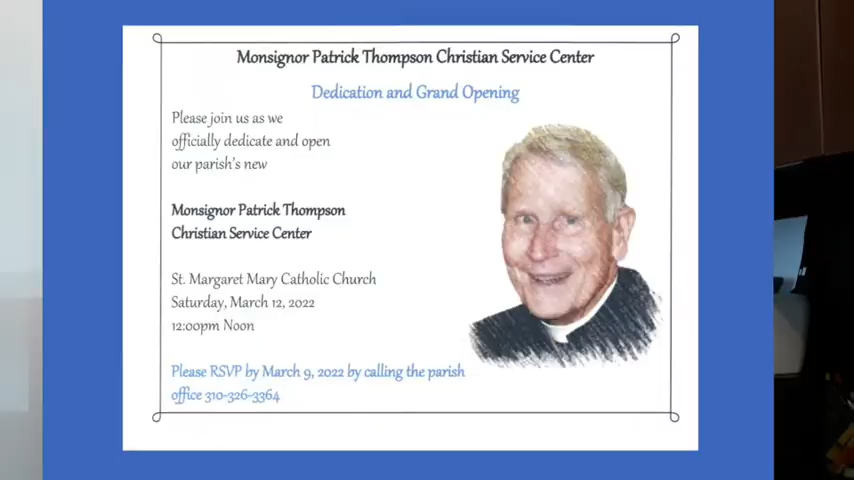 Monsignor Patrick Thompson Christian Service Center
Dedication and Grand Opening
Please join us as we
officially dedicate and open
our parish's new
Monsignor Patrick Thompson
Christian Service Center
St. Margaret Mary Catholic Church
Saturday, March 12, 2022
12:00pm Noon
Please RSVP by March 9, 2022 by calling the parish
office 310-326-3364